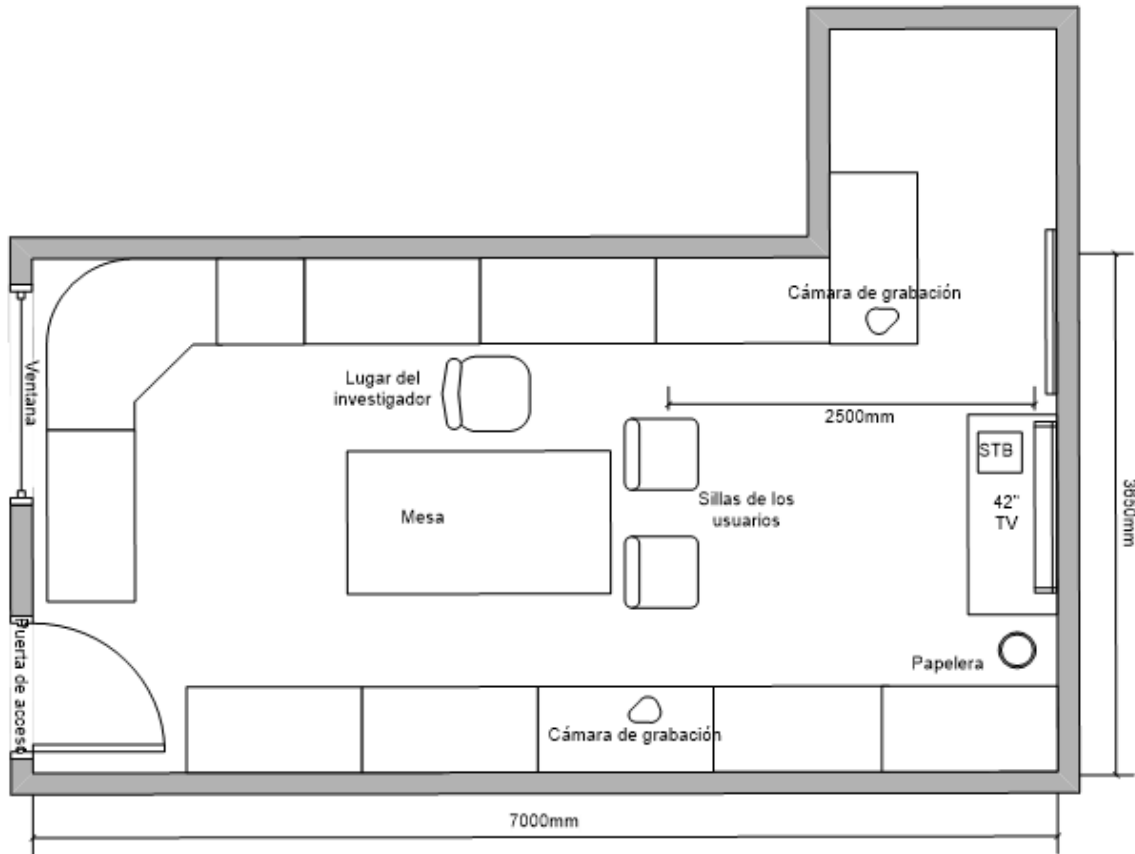 Cámara de grabación
Ventana
Lugar del
investigador
2500mm
STB
42"
TV
Mesa
Sillas de los
usuarios
3650mm
Puerta de acceso
Papelera
Cámara de grabación
7000mm